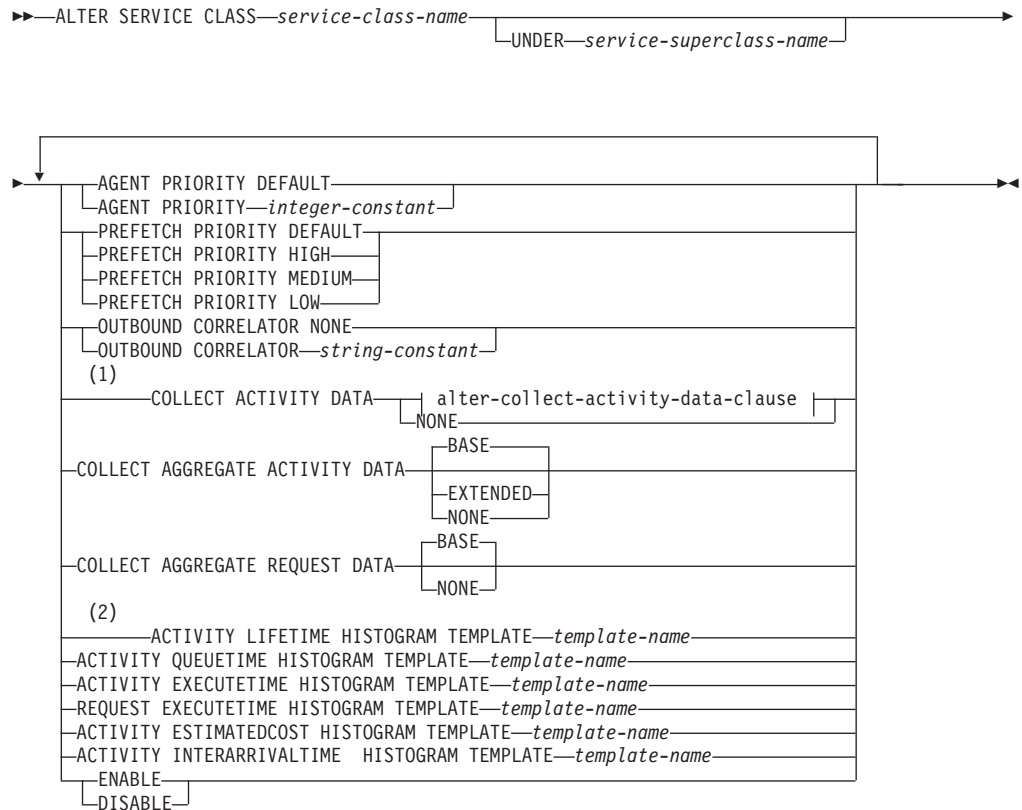 ALTER SERVICE CLASS service-class-name
UNDER service-superclass-name
AGENT PRIORITY DEFAULT
AGENT PRIORITY integer-constant
PREFETCH PRIORITY DEFAULT
PREFETCH PRIORITY HIGH
PREFETCH PRIORITY MEDIUM
PREFETCH PRIORITY LOW
OUTBOUND CORRELATOR NONE
OUTBOUND CORRELATOR string-constant
(1)
COLLECT ACTIVITY DATA alter-collect-activity-data-clause
NONE
BASE
COLLECT AGGREGATE ACTIVITY DATA
EXTENDED
NONE
BASE
COLLECT AGGREGATE REQUEST DATA
NONE
(2)
ACTIVITY LIFETIME HISTOGRAM TEMPLATE template-name
ACTIVITY QUEUETIME HISTOGRAM TEMPLATE template-name
ACTIVITY EXECUTETIME HISTOGRAM TEMPLATE template-name
REQUEST EXECUTETIME HISTOGRAM TEMPLATE template-name
ACTIVITY ESTIMATEDCOST HISTOGRAM TEMPLATE template-name
ACTIVITY INTERARRIVALTIME HISTOGRAM TEMPLATE template-name
ENABLE
DISABLE